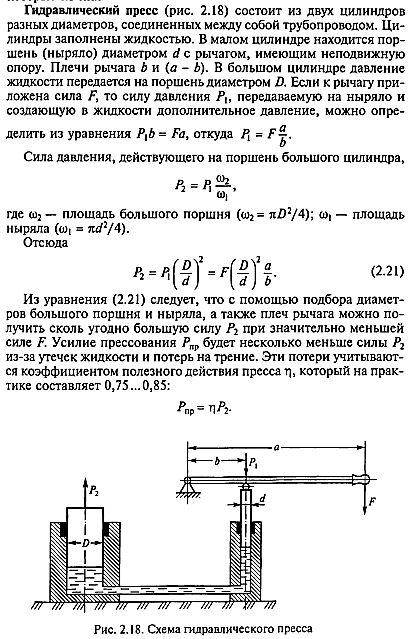 Гидравлический пресс (рис. 2.18) состоит из двух цилиндров
разных диаметров, соединенных между собой трубопроводом. Ци-
линдры заполнены жидкостью. В малом цилиндре находится пор-
шень (ныряло) диаметром d с рычагом, имеющим неподвижную
опору. Плечи рычага b и (a – b). В большом цилиндре давление
жидкости передается на поршень диаметром D. Если к рычагу при-
ложена сила F, то силу давления P₁, передаваемую на ныряло и
создающую в жидкости дополнительное давление, можно опре-
делить из уравнения P₁b = Fa, откуда P₁ = F a/b.
Сила давления, действующего на поршень большого цилиндра,
P₂ = P₁ ω₂/ω₁,
где ω₂ — площадь большого поршня (ω₂ = πD²/4); ω₁ — площадь
ныряла (ω₁ = πd²/4).
Отсюда
P₂ = P₁(D/d)² = F(D/d)² a/b. (2.21)
Из уравнения (2.21) следует, что с помощью подбора диамет-
ров большого поршня и ныряла, а также плеч рычага можно по-
лучить сколь угодно большую силу P₂ при значительно меньшей
силе F. Усилие прессования Pпр будет несколько меньше силы P₂
из-за утечек жидкости и потерь на трение. Эти потери учитывают-
ся коэффициентом полезного действия пресса η, который на прак-
тике составляет 0,75...0,85:
Pпр = ηP₂.
a
b
P₁
P₂
d
F
D
Рис. 2.18. Схема гидравлического пресса